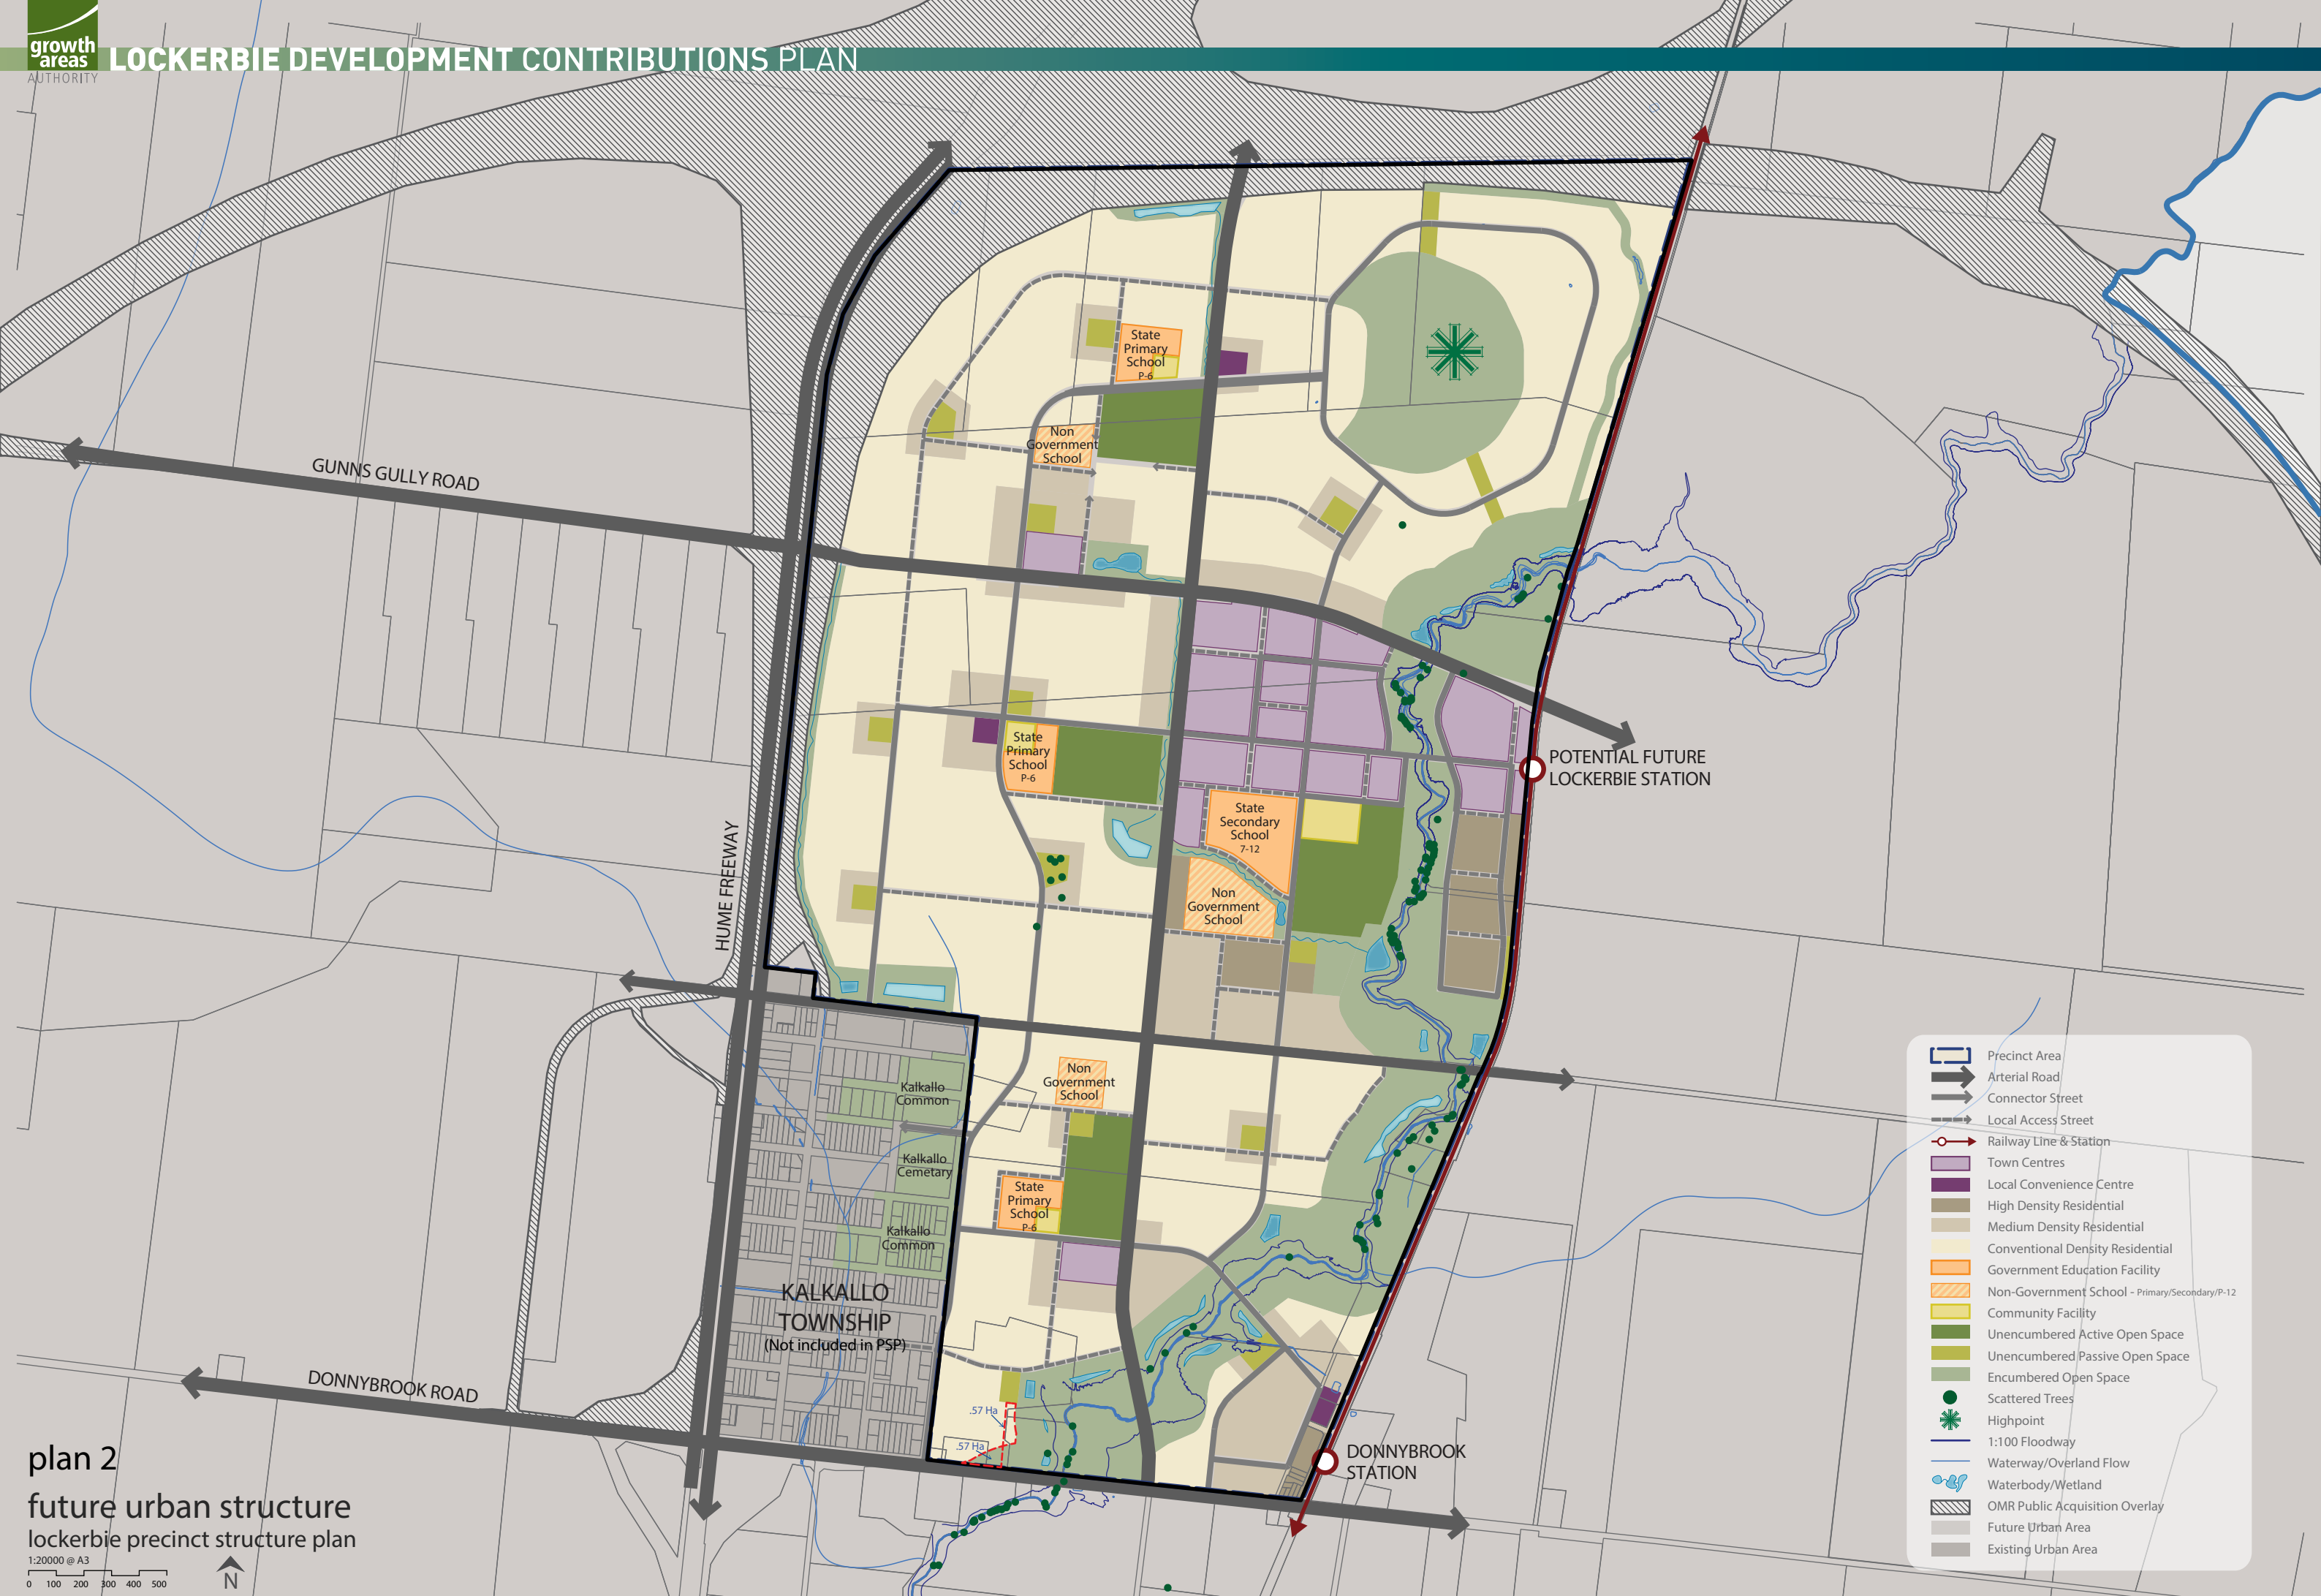 growth
areas
AUTHORITY
LOCKERBIE DEVELOPMENT CONTRIBUTIONS PLAN
State
Primary
School
P-6
Non
Government
School
GUNNS GULLY ROAD
State
Primary
School
P-6
POTENTIAL FUTURE
LOCKERBIE STATION
State
Secondary
School
7-12
HUME FREEWAY
Non
Government
School
Non
Government
School
Kalkallo
Common
Kalkallo
Cemetary
State
Primary
School
P-6
Kalkallo
Common
KALKALLO
TOWNSHIP
(Not included in PSP)
DONNYBROOK ROAD
.57 Ha
.57 Ha
DONNYBROOK
STATION
Precinct Area
Arterial Road
Connector Street
Local Access Street
Railway Line & Station
Town Centres
Local Convenience Centre
High Density Residential
Medium Density Residential
Conventional Density Residential
Government Education Facility
Non-Government School - Primary/Secondary/P-12
Community Facility
Unencumbered Active Open Space
Unencumbered Passive Open Space
Encumbered Open Space
Scattered Trees
Highpoint
1:100 Floodway
Waterway/Overland Flow
Waterbody/Wetland
OMR Public Acquisition Overlay
Future Urban Area
Existing Urban Area
plan 2
future urban structure
lockerbie precinct structure plan
1:20000 @ A3
0 100 200 300 400 500
N